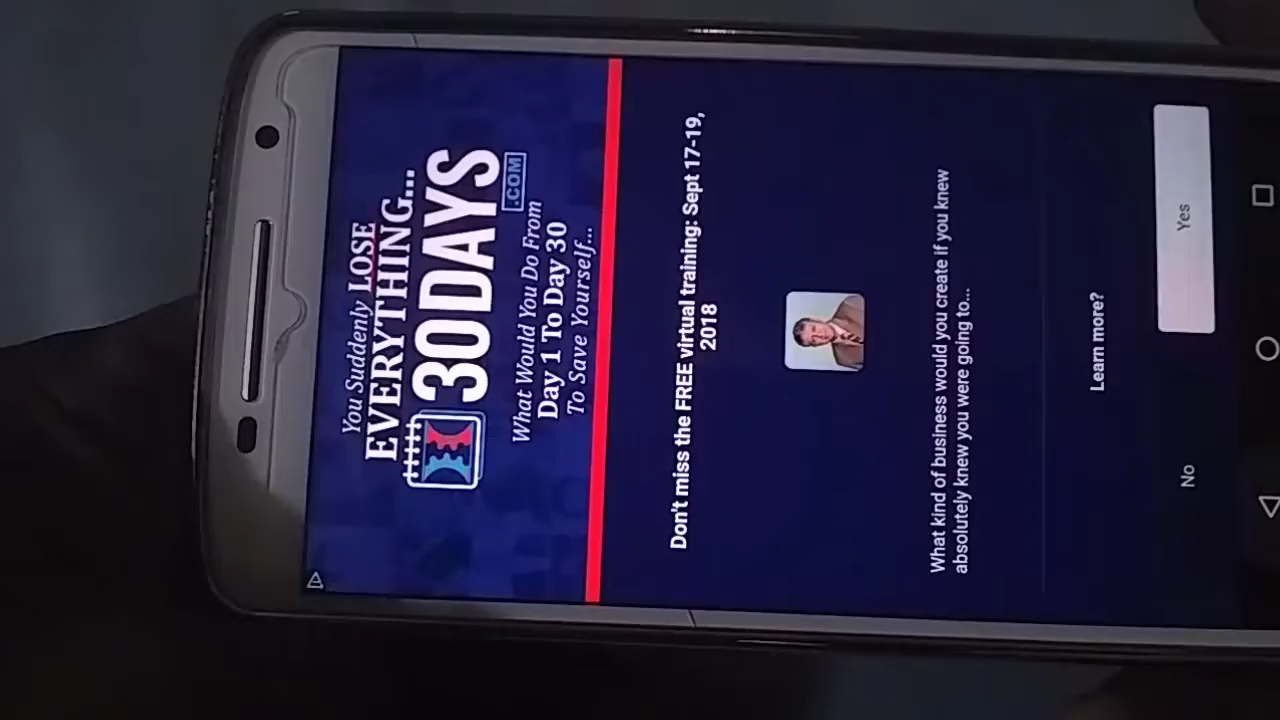 You Suddenly LOSE
EVERYTHING...
30DAYS
.COM
What Would You Do From
Day 1 To Day 30
To Save Yourself...
Don't miss the FREE virtual training: Sept 17-19,
2018
What kind of business would you create if you knew
absolutely knew you were going to...
Learn more?
No
Yes